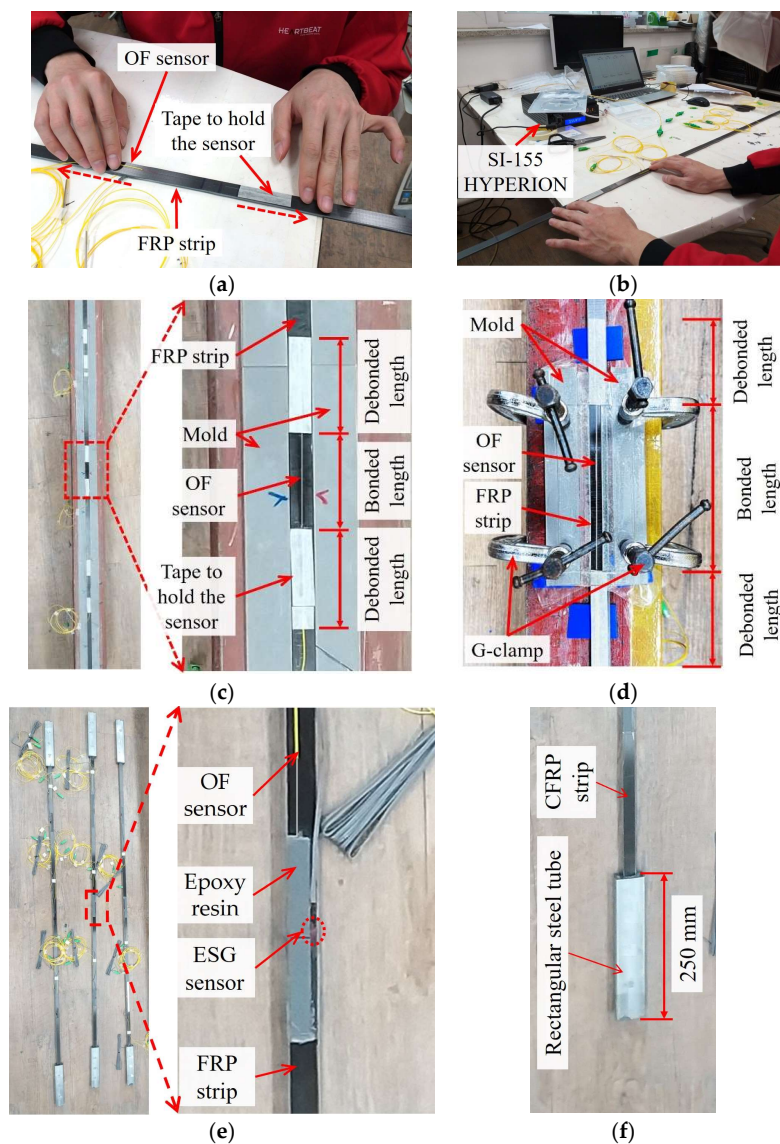 HEARTBEAT
OF sensor
Tape to hold
the sensor
FRP strip
(a)
SI-155
HYPERION
(b)
FRP strip
Mold
OF
sensor
Tape to
hold the
sensor
Debonded
length
Bonded
length
Debonded
length
(c)
Mold
OF
sensor
FRP
strip
G-clamp
Debonded
length
Bonded
length
Debonded
length
(d)
OF
sensor
Epoxy
resin
ESG
sensor
FRP
strip
(e)
CFRP
strip
Rectangular steel tube
250 mm
(f)